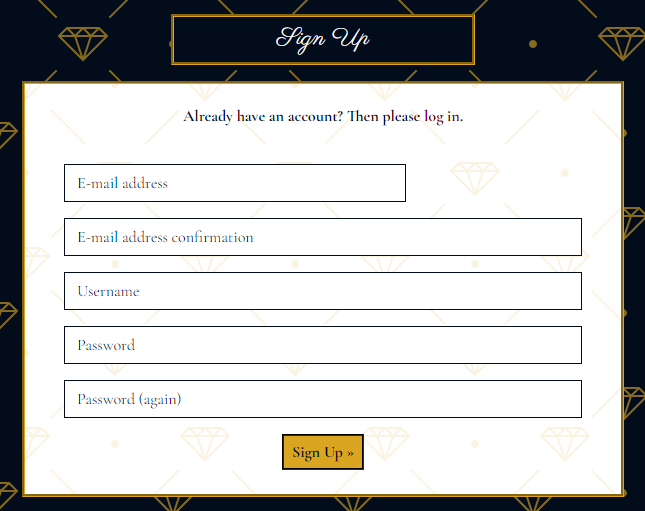 Sign Up
Already have an account? Then please log in.
E-mail address
E-mail address confirmation
Username
Password
Password (again)
Sign Up »